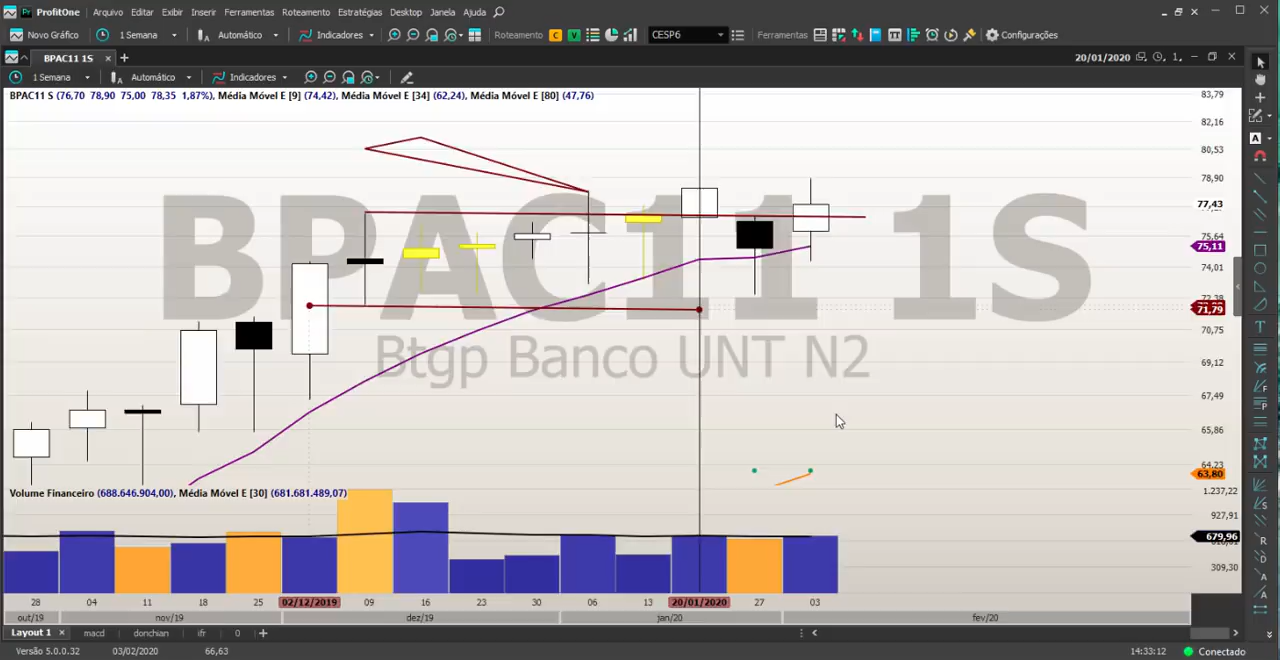 ProfitOne Arquivo Editar Exibir Inserir Ferramentas Roteamento Estratégias Desktop Janela Ajuda
Novo Gráfico 1 Semana Automático Indicadores Roteamento C V CESP6 Ferramentas Configurações
BPAC11 1S 20/01/2020 1.
1 Semana Automático Indicadores
BPAC11 S (76,70 78,90 75,00 78,35 1,87%), Média Móvel E [9] (74,42), Média Móvel E [34] (62,24), Média Móvel E [80] (47,76)
83,79
82,16
80,53
78,90
77,43
75,64
75,11
74,01
72,38
71,79
70,75
69,12
67,49
65,86
64,23
63,80
BPAC11 1S
Btgp Banco UNT N2
Volume Financeiro (688.646.904,00), Média Móvel E [30] (681.681.489,07)
1.237,22
927,91
679,96
309,30
28 04 11 18 25 02/12/2019 09 16 23 30 06 13 20/01/2020 27 03
out/19 nov/19 dez/19 jan/20 fev/20
Layout 1 macd donchian ifr 0
Versão 5.0.0.32 03/02/2020 66,63 14:33:12 Conectado